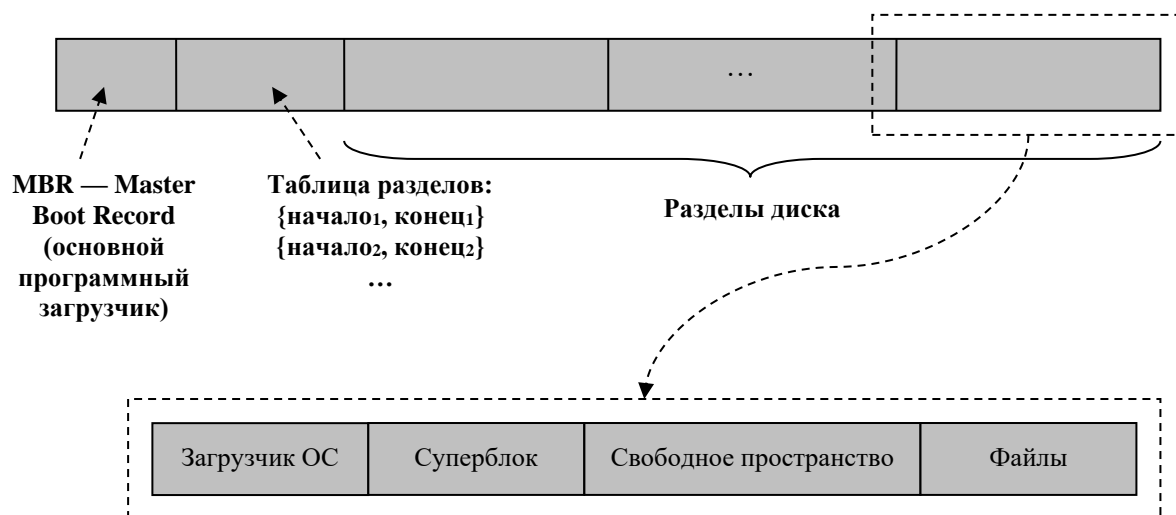 …
MBR — Master
Boot Record
(основной
программный
загрузчик)
Таблица разделов:
{начало₁, конец₁}
{начало₂, конец₂}
…
Разделы диска
Загрузчик ОС
Суперблок
Свободное пространство
Файлы